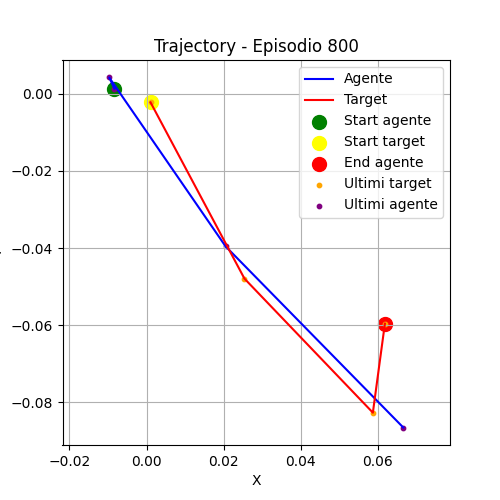 Trajectory - Episodio 800
Agente
Target
Start agente
Start target
End agente
Ultimi target
Ultimi agente
0.00
−0.02
−0.04
−0.06
−0.08
−0.02
0.00
0.02
0.04
0.06
X